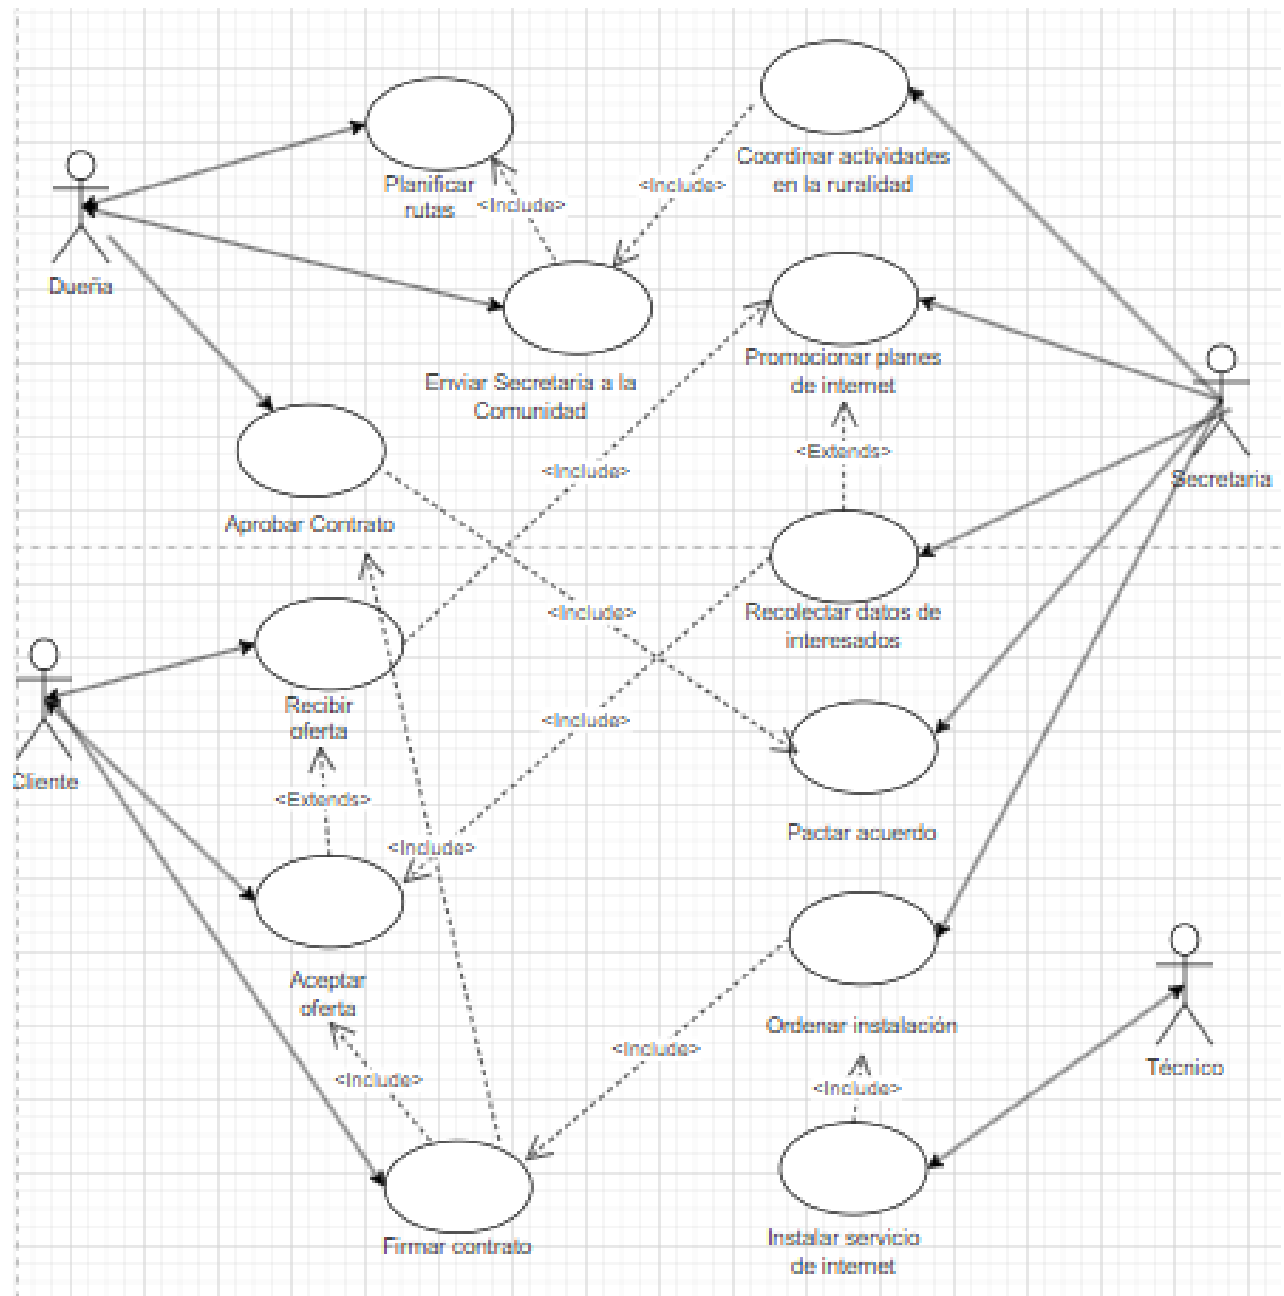 Coordinar actividades
en la ruralidad
Planificar
rutas
<Include>
<Include>
Dueña
Promocionar planes
de internet
Enviar Secretaria a la
Comunidad
<Extends>
<Include>
Secretaria
Aprobar Contrato
<Include>
Recolectar datos de
interesados
Recibir
oferta
<Include>
Cliente
<Extends>
Pactar acuerdo
<Include>
Aceptar
oferta
Ordenar instalación
<Include>
Técnico
<Include>
<Include>
Firmar contrato
Instalar servicio
de internet